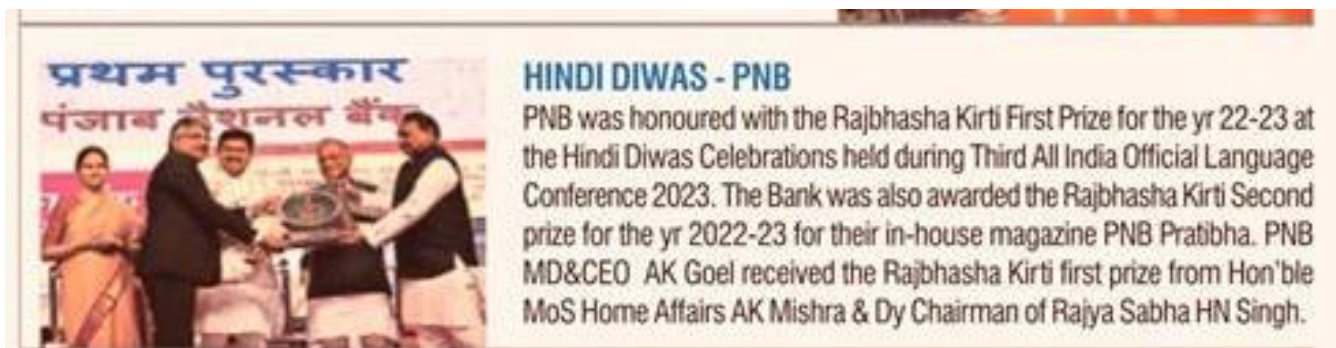 प्रथम पुरस्कार
पंजाब नैशनल बैंक
HINDI DIWAS - PNB
PNB was honoured with the Rajbhasha Kirti First Prize for the yr 22-23 at
the Hindi Diwas Celebrations held during Third All India Official Language
Conference 2023. The Bank was also awarded the Rajbhasha Kirti Second
prize for the yr 2022-23 for their in-house magazine PNB Pratibha. PNB
MD&CEO AK Goel received the Rajbhasha Kirti first prize from Hon'ble
MoS Home Affairs AK Mishra & Dy Chairman of Rajya Sabha HN Singh.